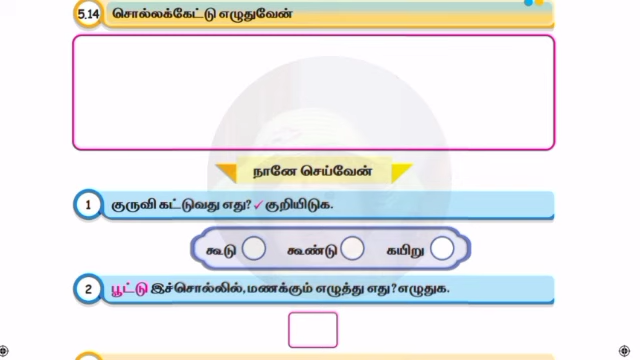 5.14 சொல்லக்கேட்டு எழுதுவேன்
நானே செய்வேன்
1 குருவி கட்டுவது எது? ✓ குறியிடுக.
கூடு கூண்டு கயிறு
2 பூட்டு இச்சொல்லில், மணக்கும் எழுத்து எது? எழுதுக.